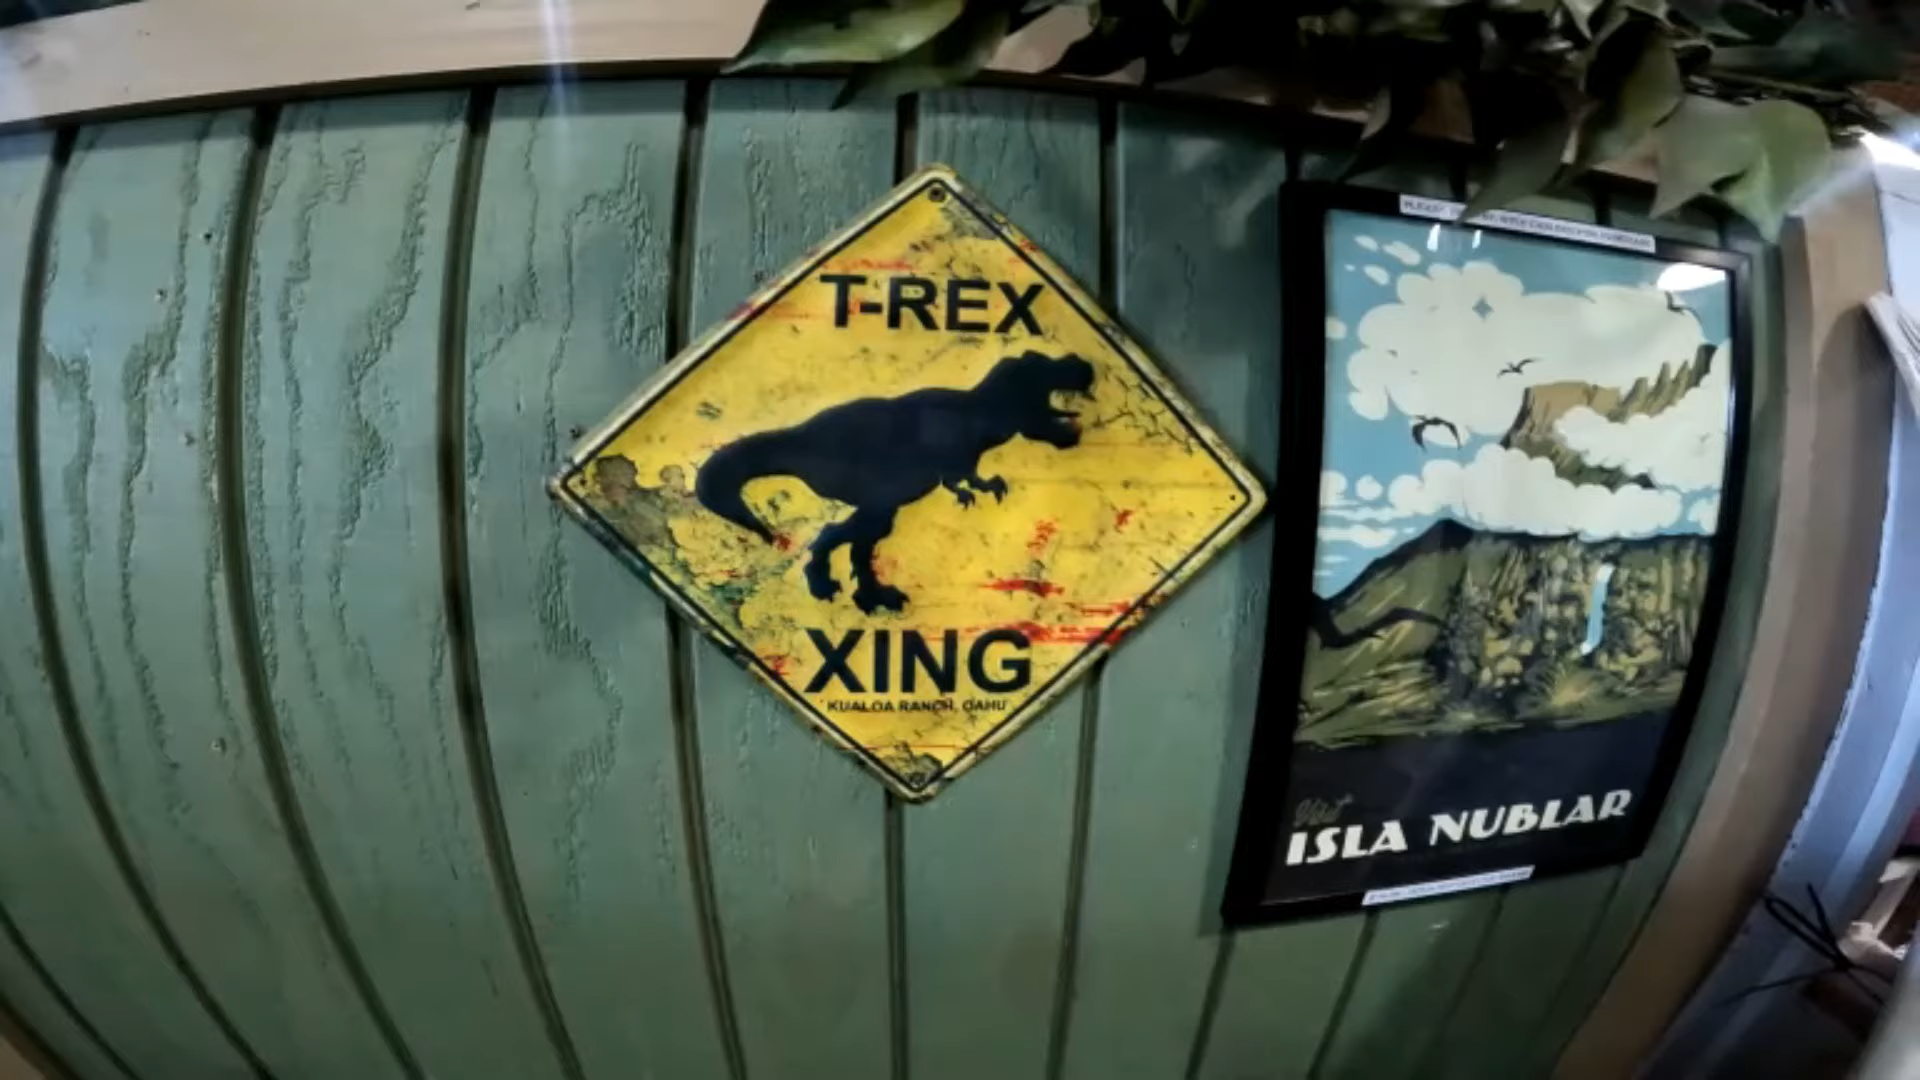 T-REX
XING
KUALOA RANCH, OAHU
Visit
ISLA NUBLAR